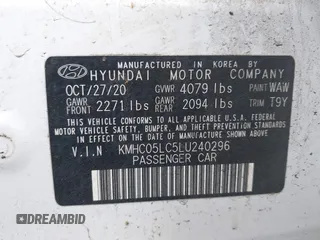 MANUFACTURED IN KOREA BY
HYUNDAI MOTOR COMPANY
OCT/27/20 GVWR 4079 lbs PAINT WAW
GAWR FRONT 2271 lbs GAWR REAR 2094 lbs TRIM T9Y
THIS VEHICLE CONFORMS TO ALL APPLICABLE
FEDERAL MOTOR VEHICLE SAFETY, BUMPER,
AND THEFT PREVENTION STANDARDS IN EFFECT
ON THE DATE OF MANUFACTURE SHOWN ABOVE.
V.I.N KMHC05LC5LU240296
PASSENGER CAR
DREAMBID
DREAMBID.COM